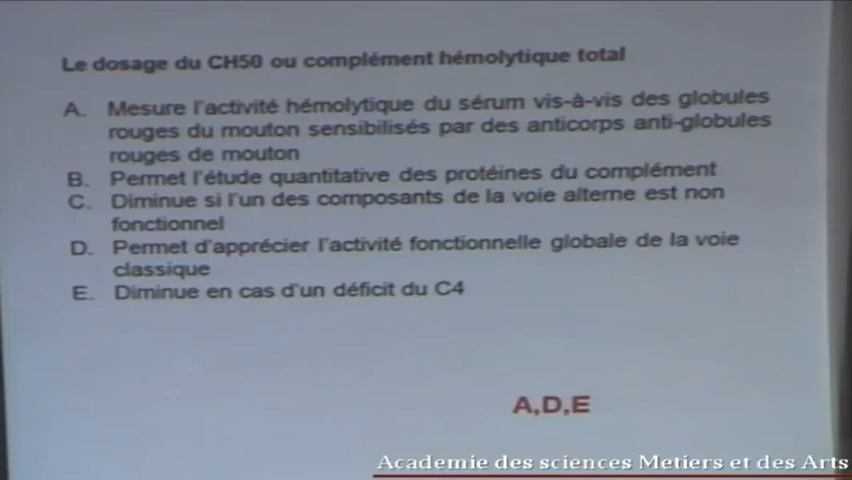 Le dosage du CH50 ou complément hémolytique total
A. Mesure l'activité hémolytique du sérum vis-à-vis des globules
rouges du mouton sensibilisés par des anticorps anti-globules
rouges de mouton
B. Permet l'étude quantitative des protéines du complément
C. Diminue si l'un des composants de la voie alterne est non
fonctionnel
D. Permet d'apprécier l'activité fonctionnelle globale de la voie
classique
E. Diminue en cas d'un déficit du C4
A,D,E
Academie des sciences Metiers et des Arts